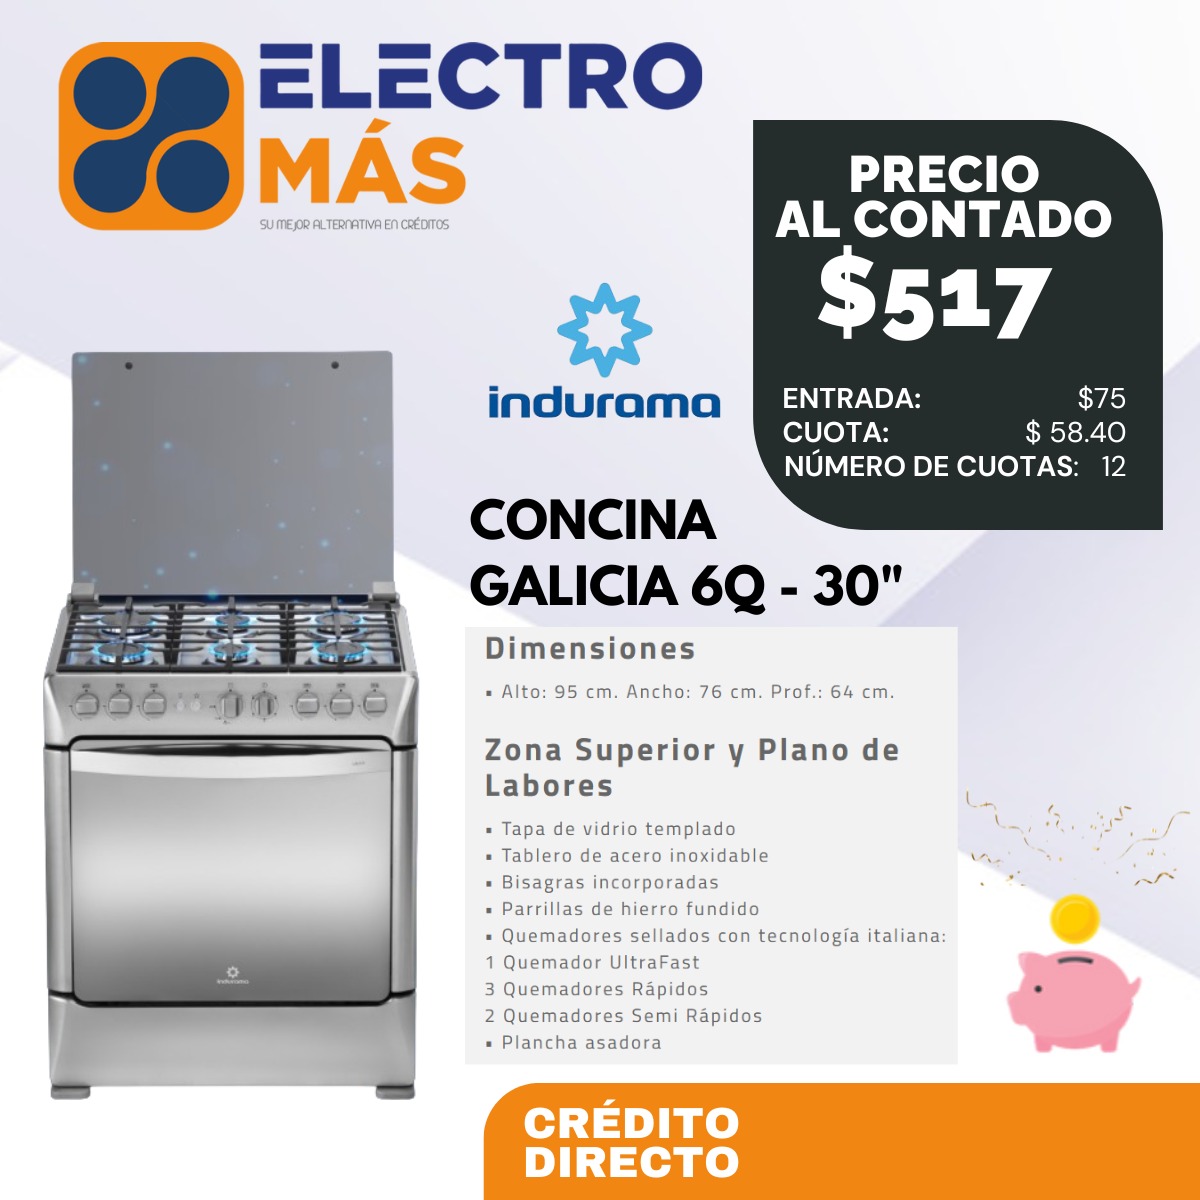 ELECTRO
MÁS
SU MEJOR ALTERNATIVA EN CRÉDITOS
PRECIO
AL CONTADO
$517
ENTRADA: $75
CUOTA: $ 58.40
NÚMERO DE CUOTAS: 12
indurama
CONCINA
GALICIA 6Q - 30"
Dimensiones
▪ Alto: 95 cm. Ancho: 76 cm. Prof.: 64 cm.
Zona Superior y Plano de
Labores
▪ Tapa de vidrio templado
▪ Tablero de acero inoxidable
▪ Bisagras incorporadas
▪ Parrillas de hierro fundido
▪ Quemadores sellados con tecnología italiana:
1 Quemador UltraFast
3 Quemadores Rápidos
2 Quemadores Semi Rápidos
▪ Plancha asadora
indurama
CRÉDITO
DIRECTO